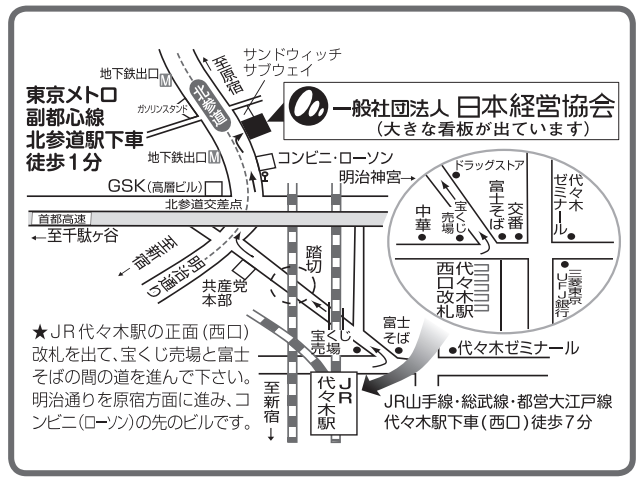 サンドウィッチ
サブウェイ
至原宿
地下鉄出口
M
北参道
東京メトロ
副都心線
北参道駅下車
徒歩1分
ガソリンスタンド
一般社団法人 日本経営協会
(大きな看板が出ています)
地下鉄出口
M
コンビニ・ローソン
明治神宮→
GSK(高層ビル)
北参道交差点
首都高速
←至千駄ヶ谷
至新宿
明治通り
共産党
本部
踏切
ドラッグストア
中華
宝くじ
売場
富士そば
交番
代々木
ゼミナール
代々木駅
西口改札
三菱東京
UFJ銀行
★JR代々木駅の正面(西口)
改札を出て、宝くじ売場と富士
そばの間の道を進んで下さい。
明治通りを原宿方面に進み、コ
ンビニ(ローソン)の先のビルです。
宝くじ
売場
富士
そば
代々木ゼミナール
至新宿
↓
JR
代々木駅
JR山手線・総武線・都営大江戸線
代々木駅下車(西口)徒歩7分